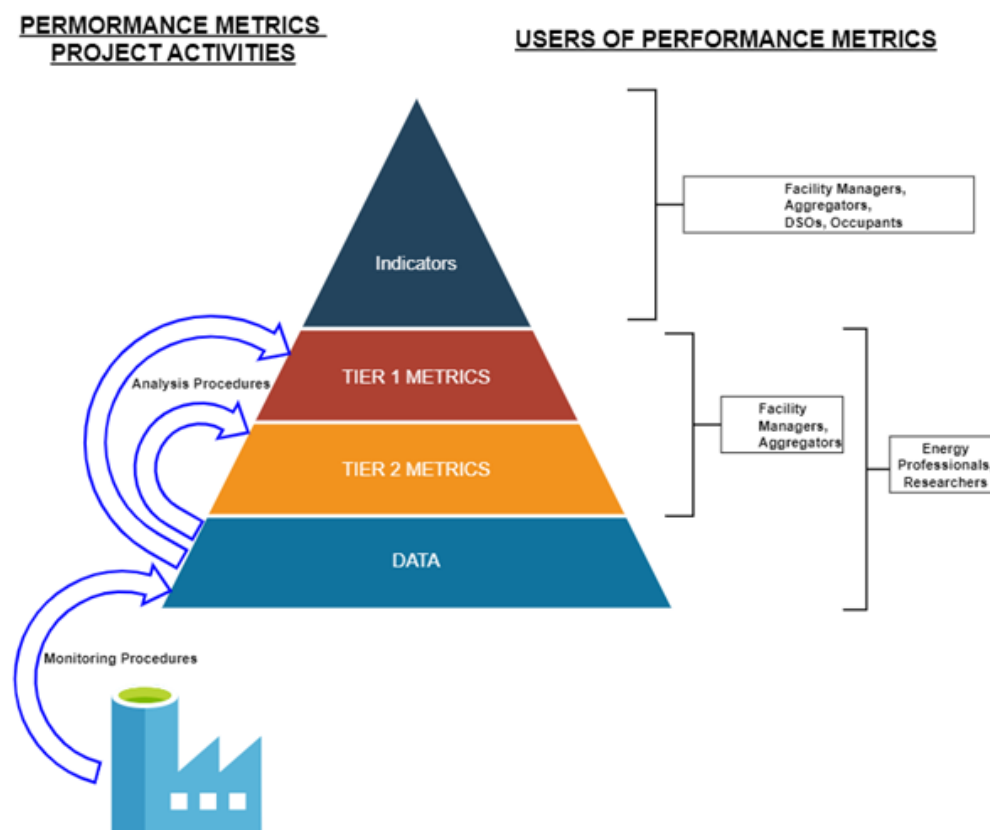 PERMORMANCE METRICS
PROJECT ACTIVITIES
USERS OF PERFORMANCE METRICS
Facility Managers,
Aggregators,
DSOs, Occupants
Indicators
TIER 1 METRICS
Analysis Procedures
Facility
Managers,
Aggregators
Energy
Professionals,
Researchers
TIER 2 METRICS
DATA
Monitoring Procedures